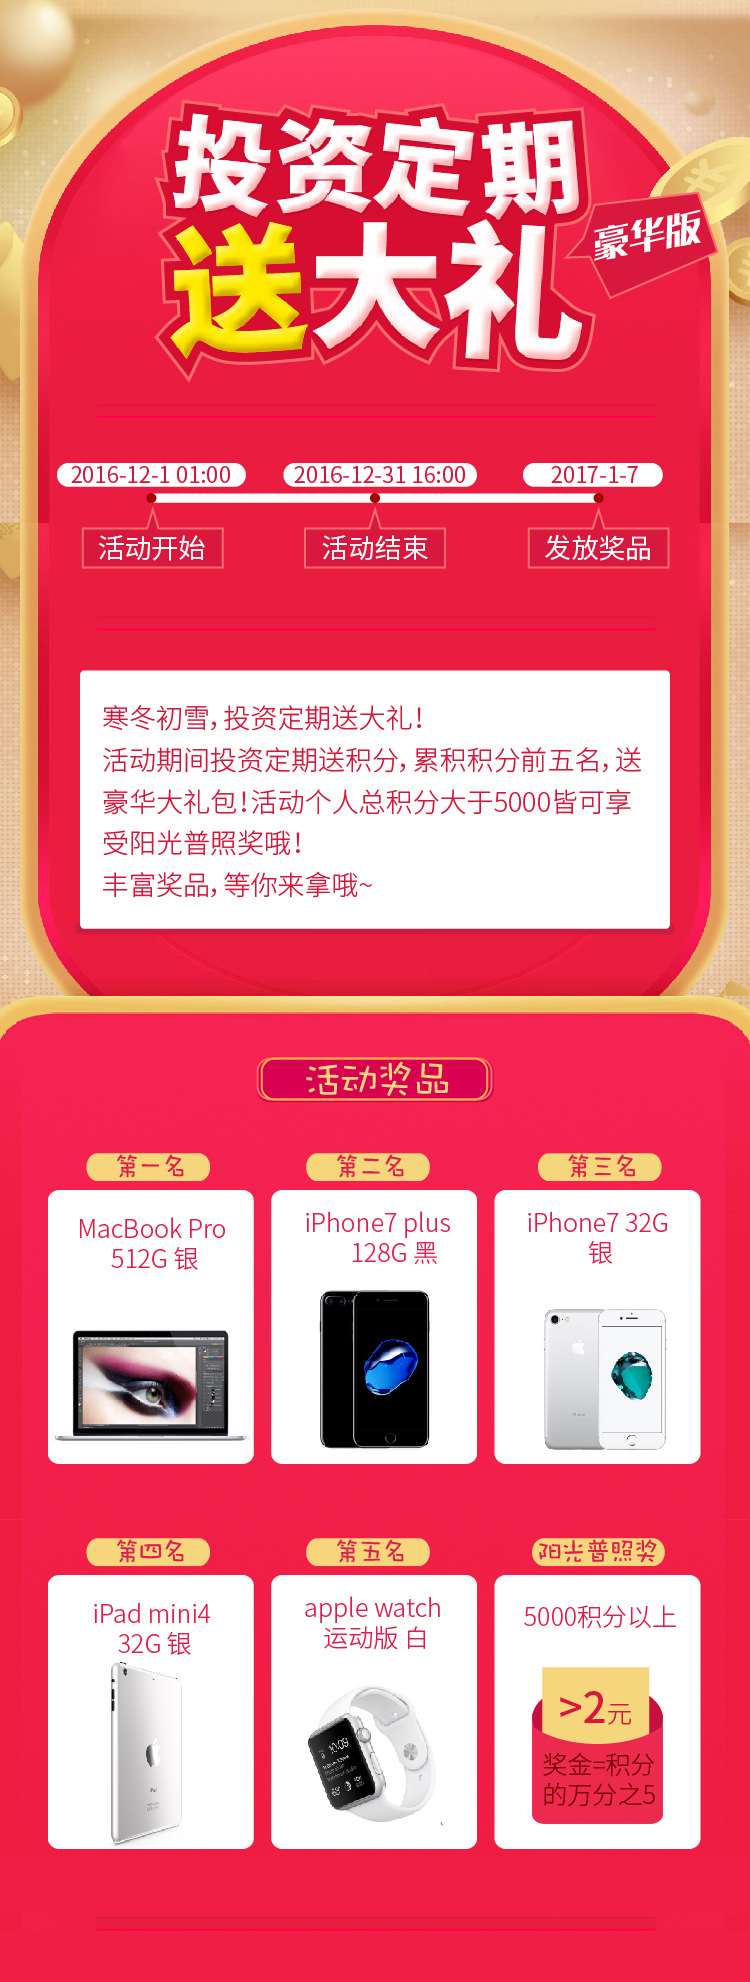 投资定期
送大礼
豪华版
2016-12-1 01:00
2016-12-31 16:00
2017-1-7
活动开始
活动结束
发放奖品
寒冬初雪，投资定期送大礼！
活动期间投资定期送积分，累积积分前五名，送
豪华大礼包！活动个人总积分大于5000皆可享
受阳光普照奖哦！
丰富奖品，等你来拿哦~
活动奖品
第一名
第二名
第三名
MacBook Pro
512G 银
iPhone7 plus
128G 黑
iPhone7 32G
银
第四名
第五名
阳光普照奖
iPad mini4
32G 银
apple watch
运动版 白
10:09
5000积分以上
>2元
奖金=积分
的万分之5